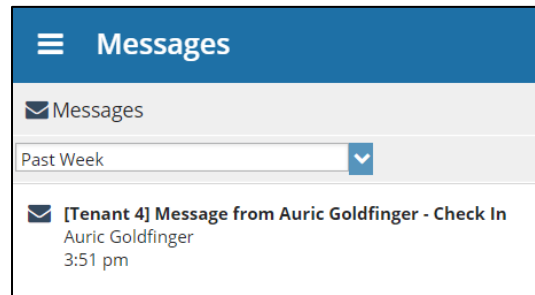 Messages
Messages
Past Week
[Tenant 4] Message from Auric Goldfinger - Check In
Auric Goldfinger
3:51 pm